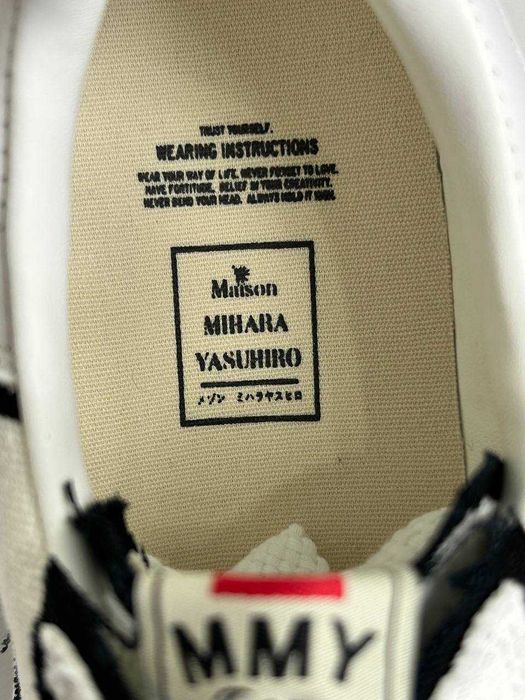 TRUST YOURSELF.
WEARING INSTRUCTIONS
WEAR YOUR WAY OF LIFE. NEVER FORGET TO LOVE.
HAVE FORTITUDE. BELIEF IN YOUR CREATIVITY.
NEVER BEND YOUR HEAD. ALWAYS HOLD IT HIGH.
Maison
MIHARA
YASUHIRO
メゾン ミハラヤスヒロ
MMY